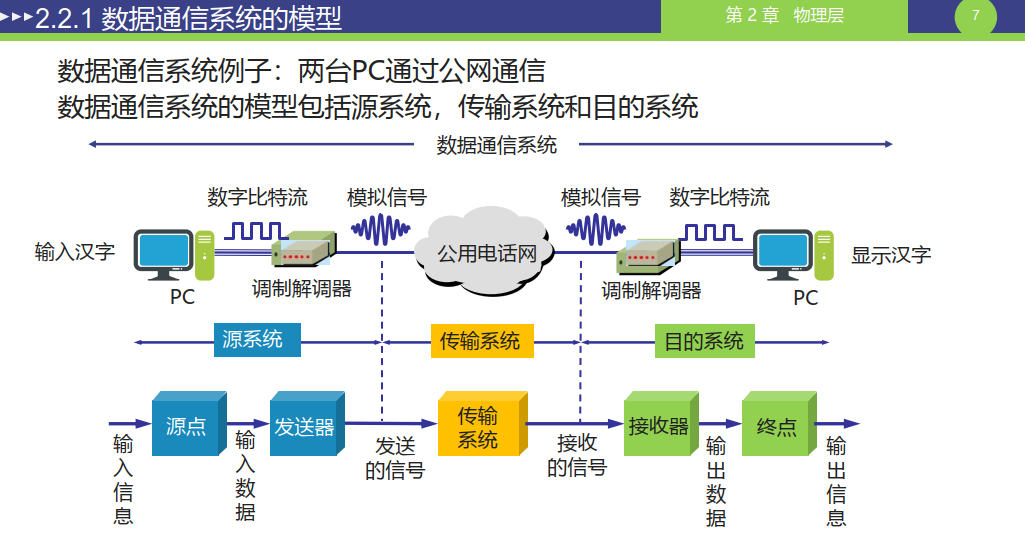 2.2.1 数据通信系统的模型
第 2 章 物理层
7
数据通信系统例子：两台PC通过公网通信
数据通信系统的模型包括源系统，传输系统和目的系统
数据通信系统
数字比特流
模拟信号
模拟信号
数字比特流
输入汉字
公用电话网
显示汉字
PC
调制解调器
调制解调器
PC
源系统
传输系统
目的系统
源点
发送器
传输
系统
接收器
终点
输入信息
输入数据
发送
的信号
接收
的信号
输出数据
输出信息